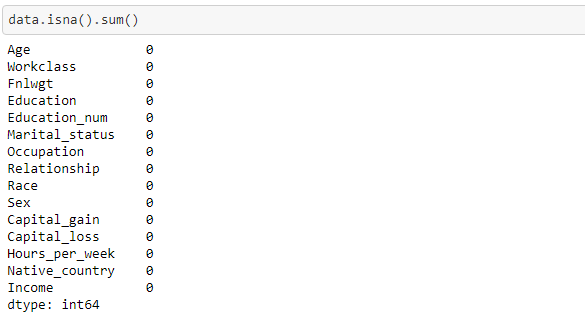 data.isna().sum()
Age 0
Workclass 0
Fnlwgt 0
Education 0
Education_num 0
Marital_status 0
Occupation 0
Relationship 0
Race 0
Sex 0
Capital_gain 0
Capital_loss 0
Hours_per_week 0
Native_country 0
Income 0
dtype: int64